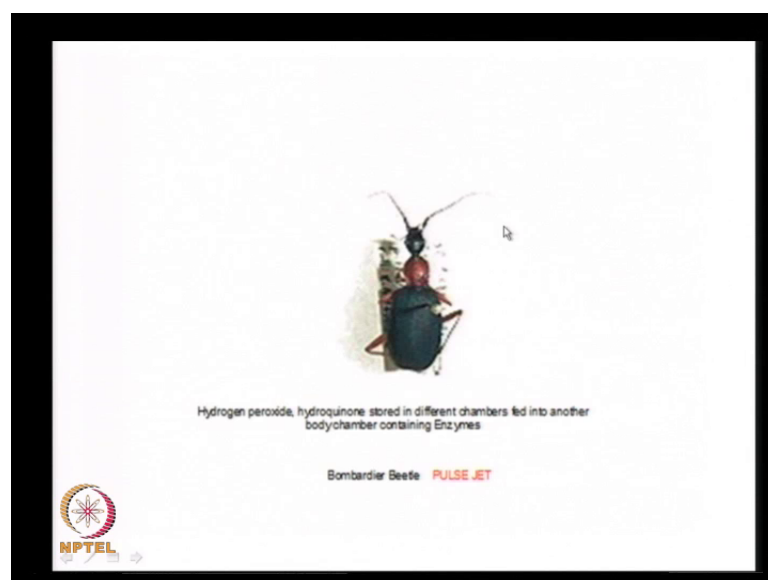 Hydrogen peroxide, hydroquinone stored in different chambers fed into another
bodychamber containing Enzymes
Bombardier Beetle PULSE JET
NPTEL